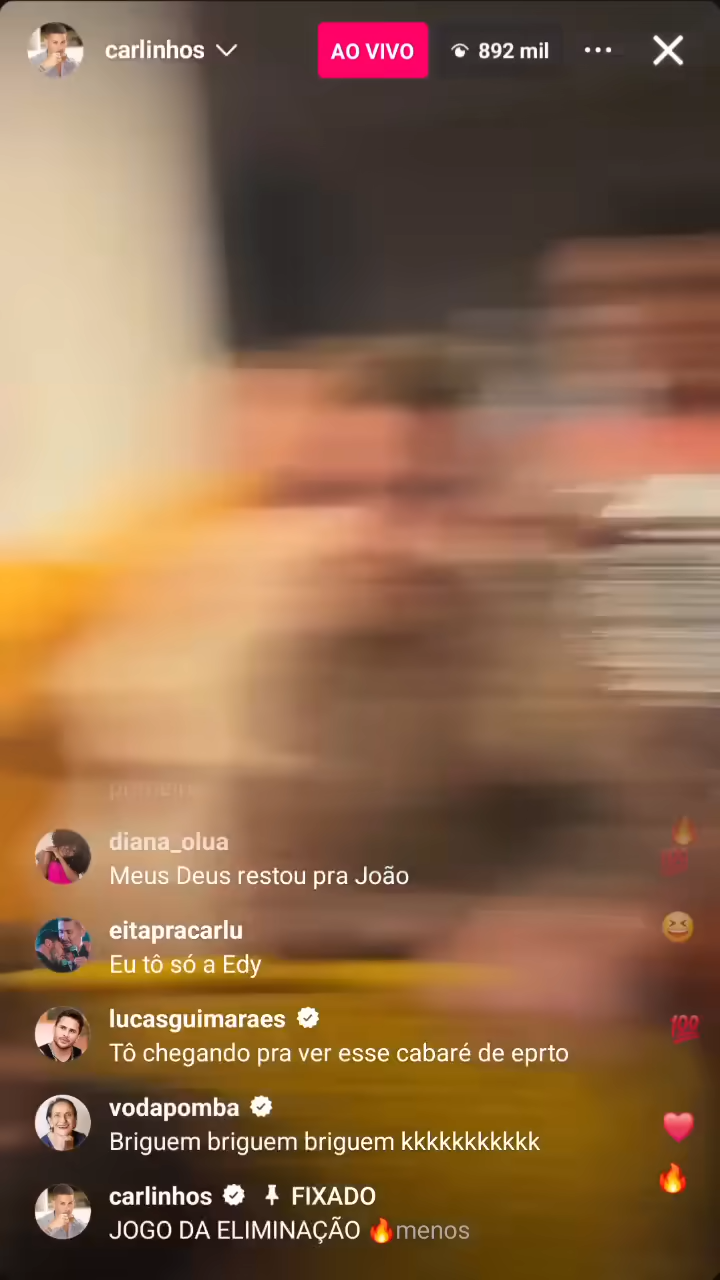 carlinhos
AO VIVO
892 mil
diana_olua
Meus Deus restou pra João
eitapracarlu
Eu tô só a Edy
lucasguimaraes
Tô chegando pra ver esse cabaré de eprto
vodapomba
Briguem briguem briguem kkkkkkkkkkk
carlinhos FIXADO
JOGO DA ELIMINAÇÃO 🔥menos